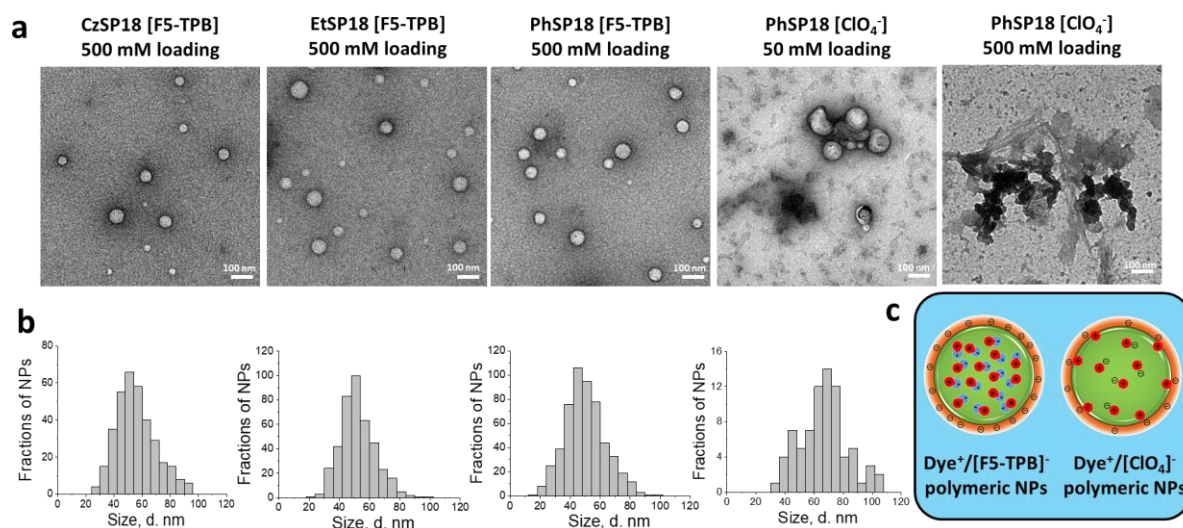 a
CzSP18 [F5-TPB]
500 mM loading
EtSP18 [F5-TPB]
500 mM loading
PhSP18 [F5-TPB]
500 mM loading
PhSP18 [ClO₄⁻]
50 mM loading
PhSP18 [ClO₄⁻]
500 mM loading
100 nm
100 nm
100 nm
100 nm
100 nm
b
Fractions of NPs
80
60
40
20
0
0 20 40 60 80 100 120
Size, d. nm
Fractions of NPs
120
100
80
60
40
20
0
0 20 40 60 80 100 120
Size, d. nm
Fractions of NPs
120
100
80
60
40
20
0
0 20 40 60 80 100 120
Size, d. nm
Fractions of NPs
16
12
8
4
0
0 20 40 60 80 100 120
Size, d. nm
c
Dye⁺/[F5-TPB]⁻
polymeric NPs
Dye⁺/[ClO₄]⁻
polymeric NPs